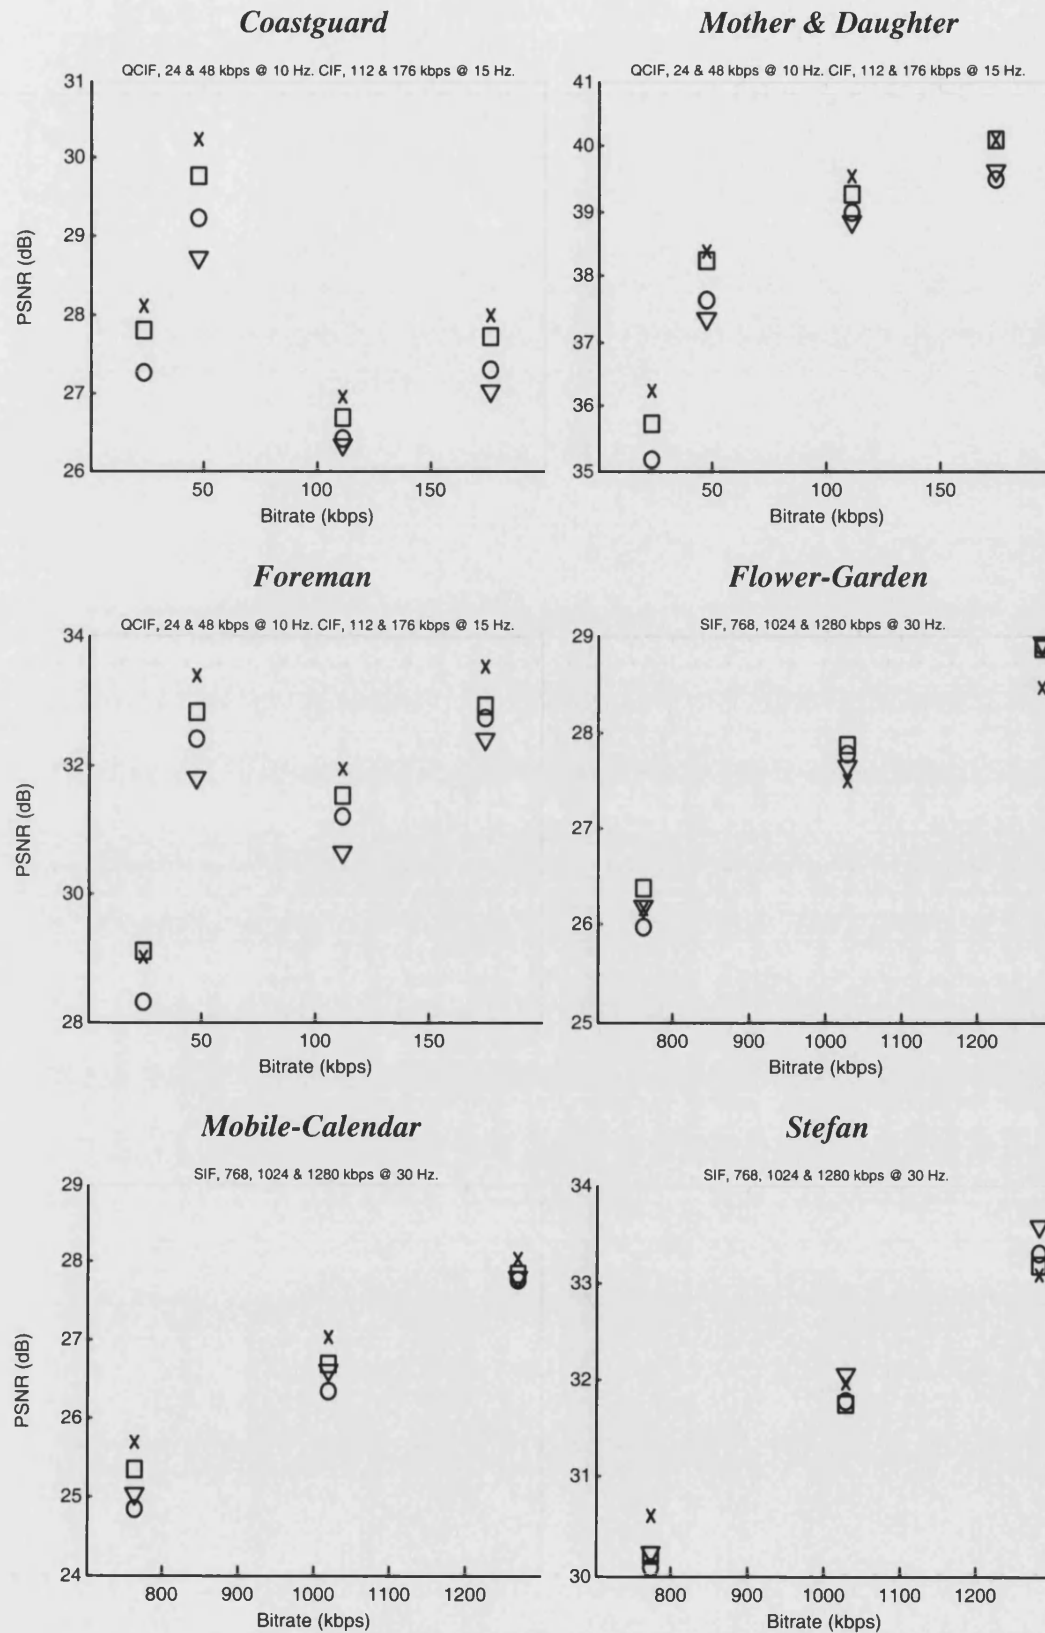 Coastguard
QCIF, 24 & 48 kbps @ 10 Hz. CIF, 112 & 176 kbps @ 15 Hz.
31
30
29
28
27
26
PSNR (dB)
50
100
150
Bitrate (kbps)
Mother & Daughter
QCIF, 24 & 48 kbps @ 10 Hz. CIF, 112 & 176 kbps @ 15 Hz.
41
40
39
38
37
36
35
50
100
150
Bitrate (kbps)
Foreman
QCIF, 24 & 48 kbps @ 10 Hz. CIF, 112 & 176 kbps @ 15 Hz.
34
32
30
28
PSNR (dB)
50
100
150
Bitrate (kbps)
Flower-Garden
SIF, 768, 1024 & 1280 kbps @ 30 Hz.
29
28
27
26
25
800
900
1000
1100
1200
Bitrate (kbps)
Mobile-Calendar
SIF, 768, 1024 & 1280 kbps @ 30 Hz.
29
28
27
26
25
24
PSNR (dB)
800
900
1000
1100
1200
Bitrate (kbps)
Stefan
SIF, 768, 1024 & 1280 kbps @ 30 Hz.
34
33
32
31
30
800
900
1000
1100
1200
Bitrate (kbps)